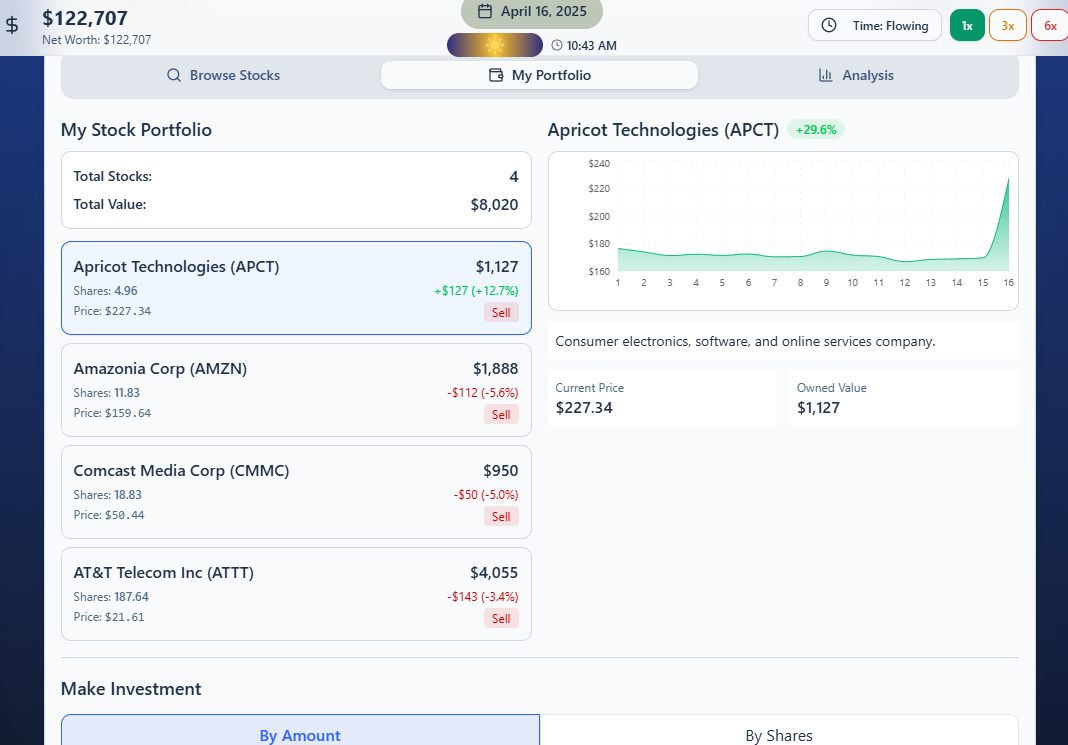 $
$122,707
Net Worth: $122,707
April 16, 2025
10:43 AM
Time: Flowing
1x
3x
6x
Browse Stocks
My Portfolio
Analysis
My Stock Portfolio
Total Stocks:
4
Total Value:
$8,020
Apricot Technologies (APCT)
$1,127
Shares: 4.96
+$127 (+12.7%)
Price: $227.34
Sell
Amazonia Corp (AMZN)
$1,888
Shares: 11.83
-$112 (-5.6%)
Price: $159.64
Sell
Comcast Media Corp (CMMC)
$950
Shares: 18.83
-$50 (-5.0%)
Price: $50.44
Sell
AT&T Telecom Inc (ATTT)
$4,055
Shares: 187.64
-$143 (-3.4%)
Price: $21.61
Sell
Apricot Technologies (APCT)
+29.6%
$240
$220
$200
$180
$160
1 2 3 4 5 6 7 8 9 10 11 12 13 14 15 16
Consumer electronics, software, and online services company.
Current Price
$227.34
Owned Value
$1,127
Make Investment
By Amount
By Shares